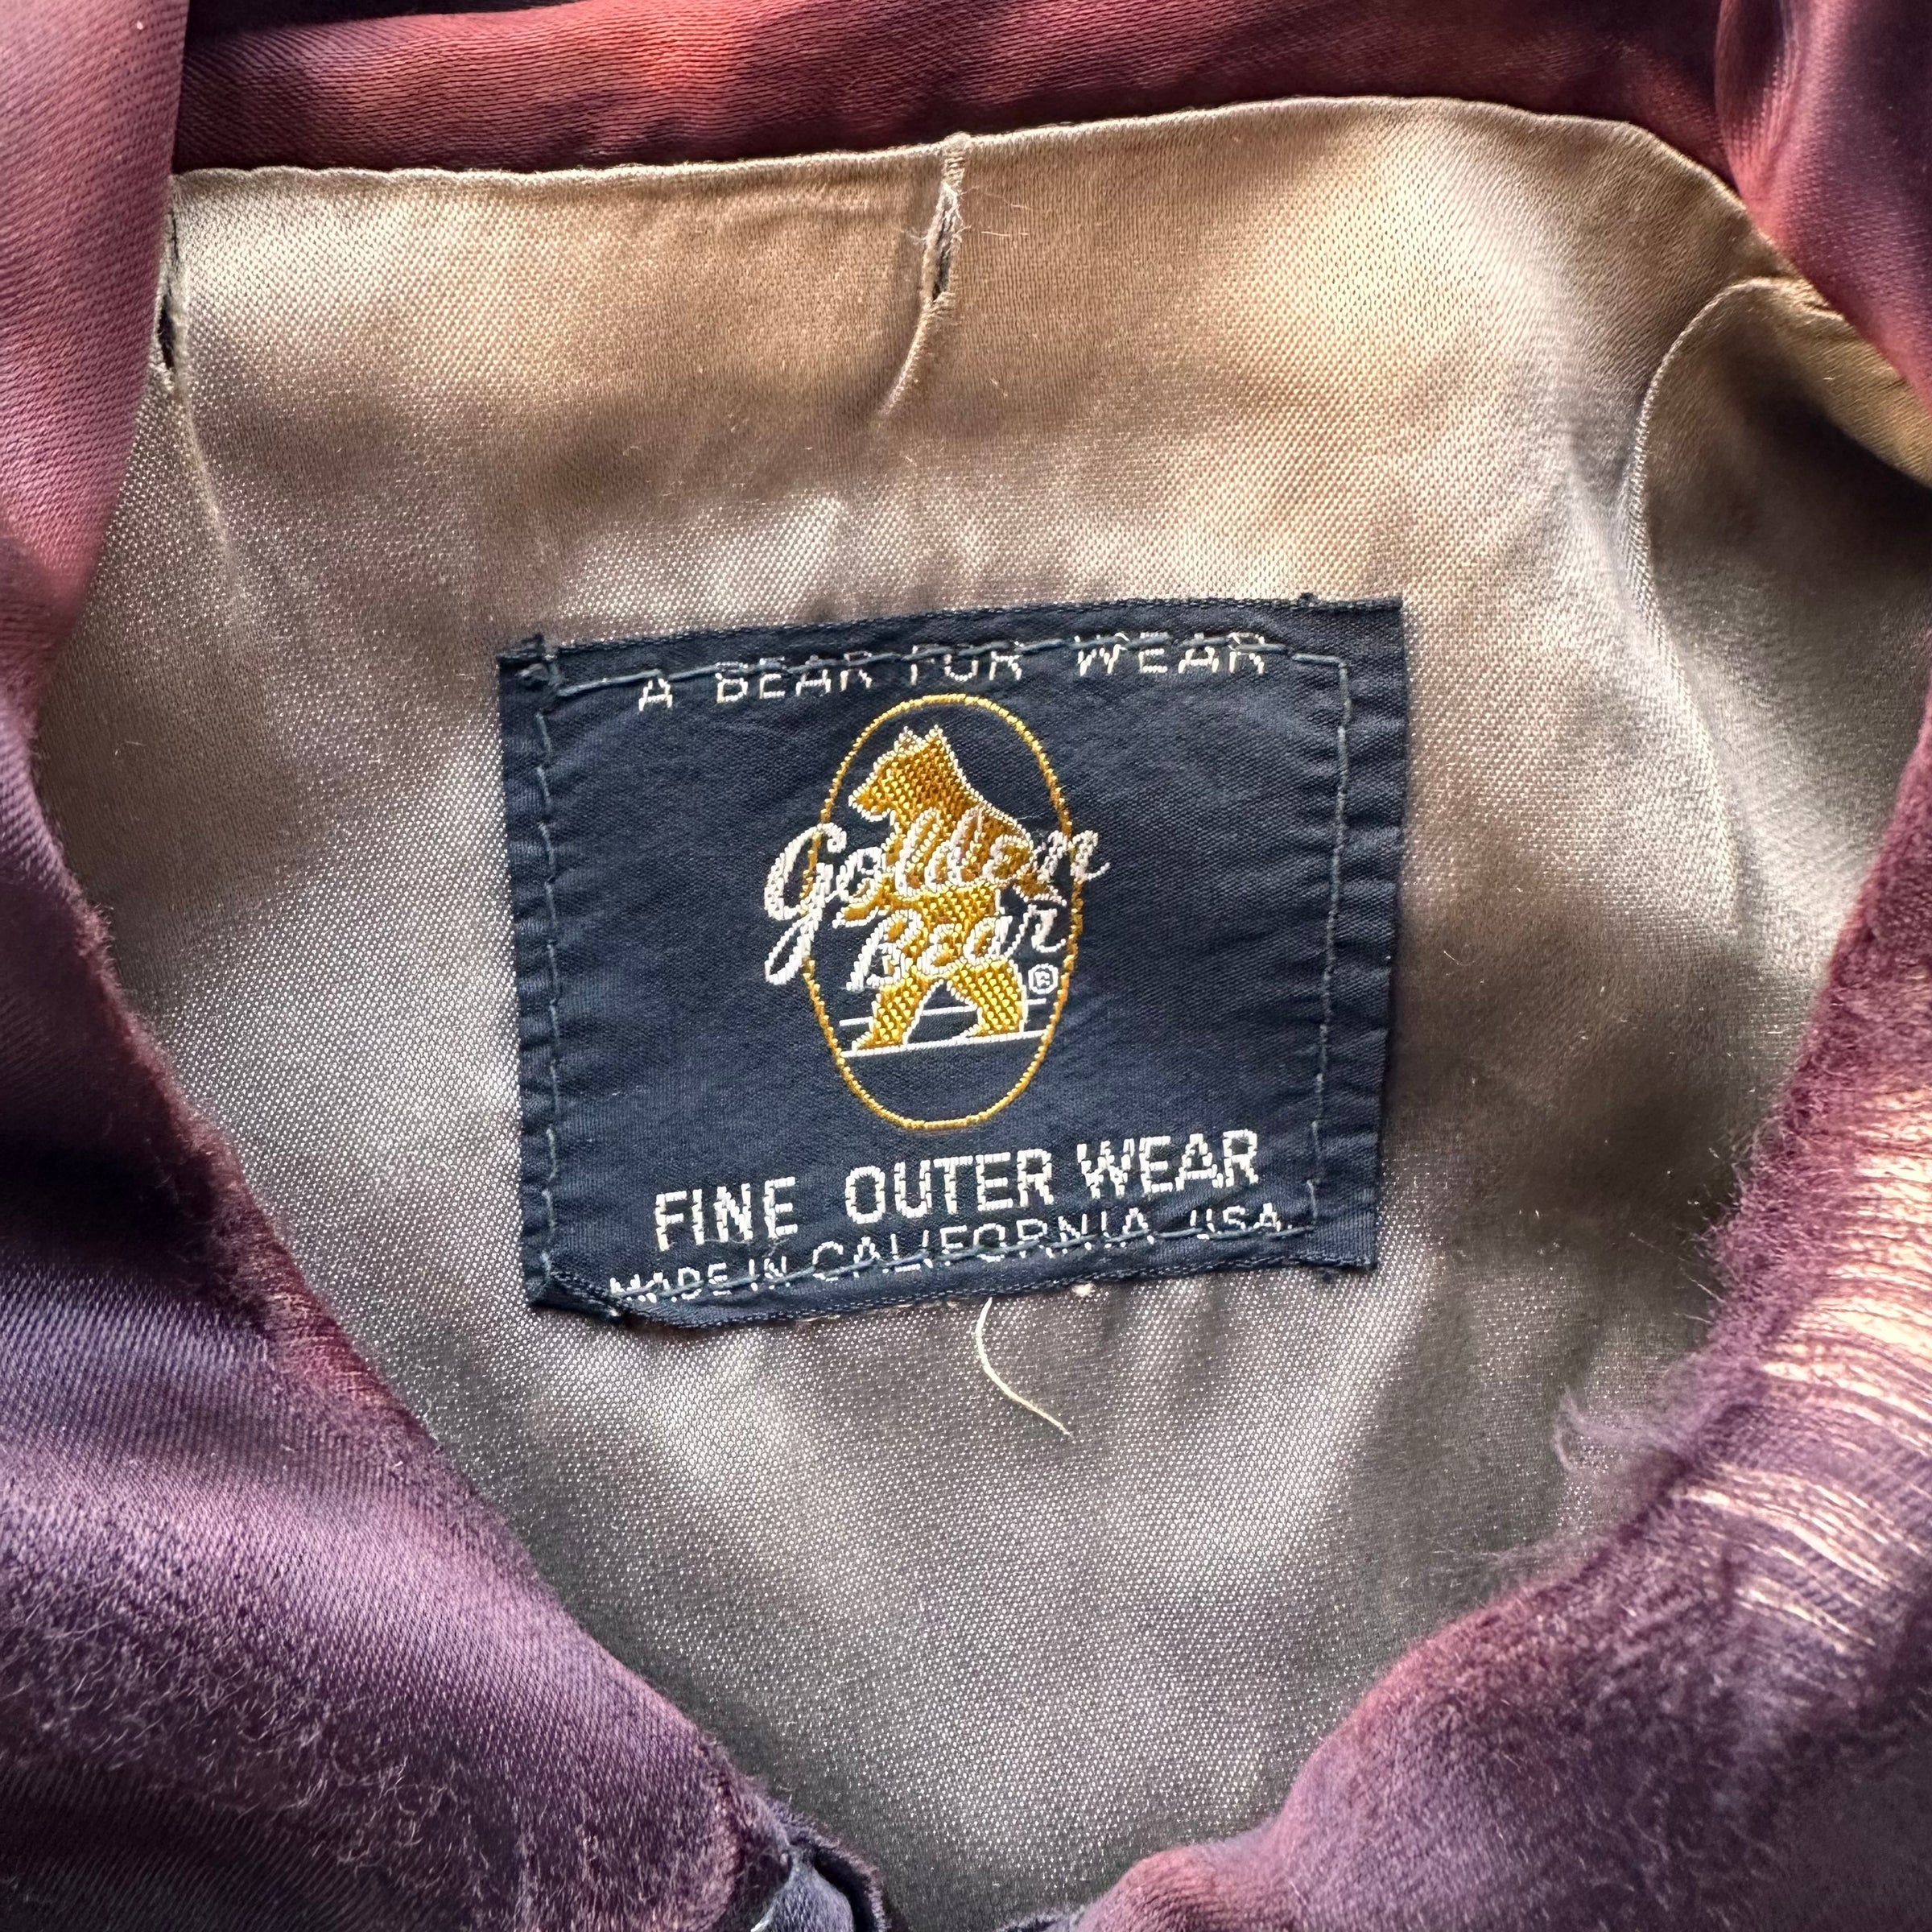 A BEAR FOR WEAR
Golden
Bear ®
FINE OUTER WEAR
MADE IN CALIFORNIA USA